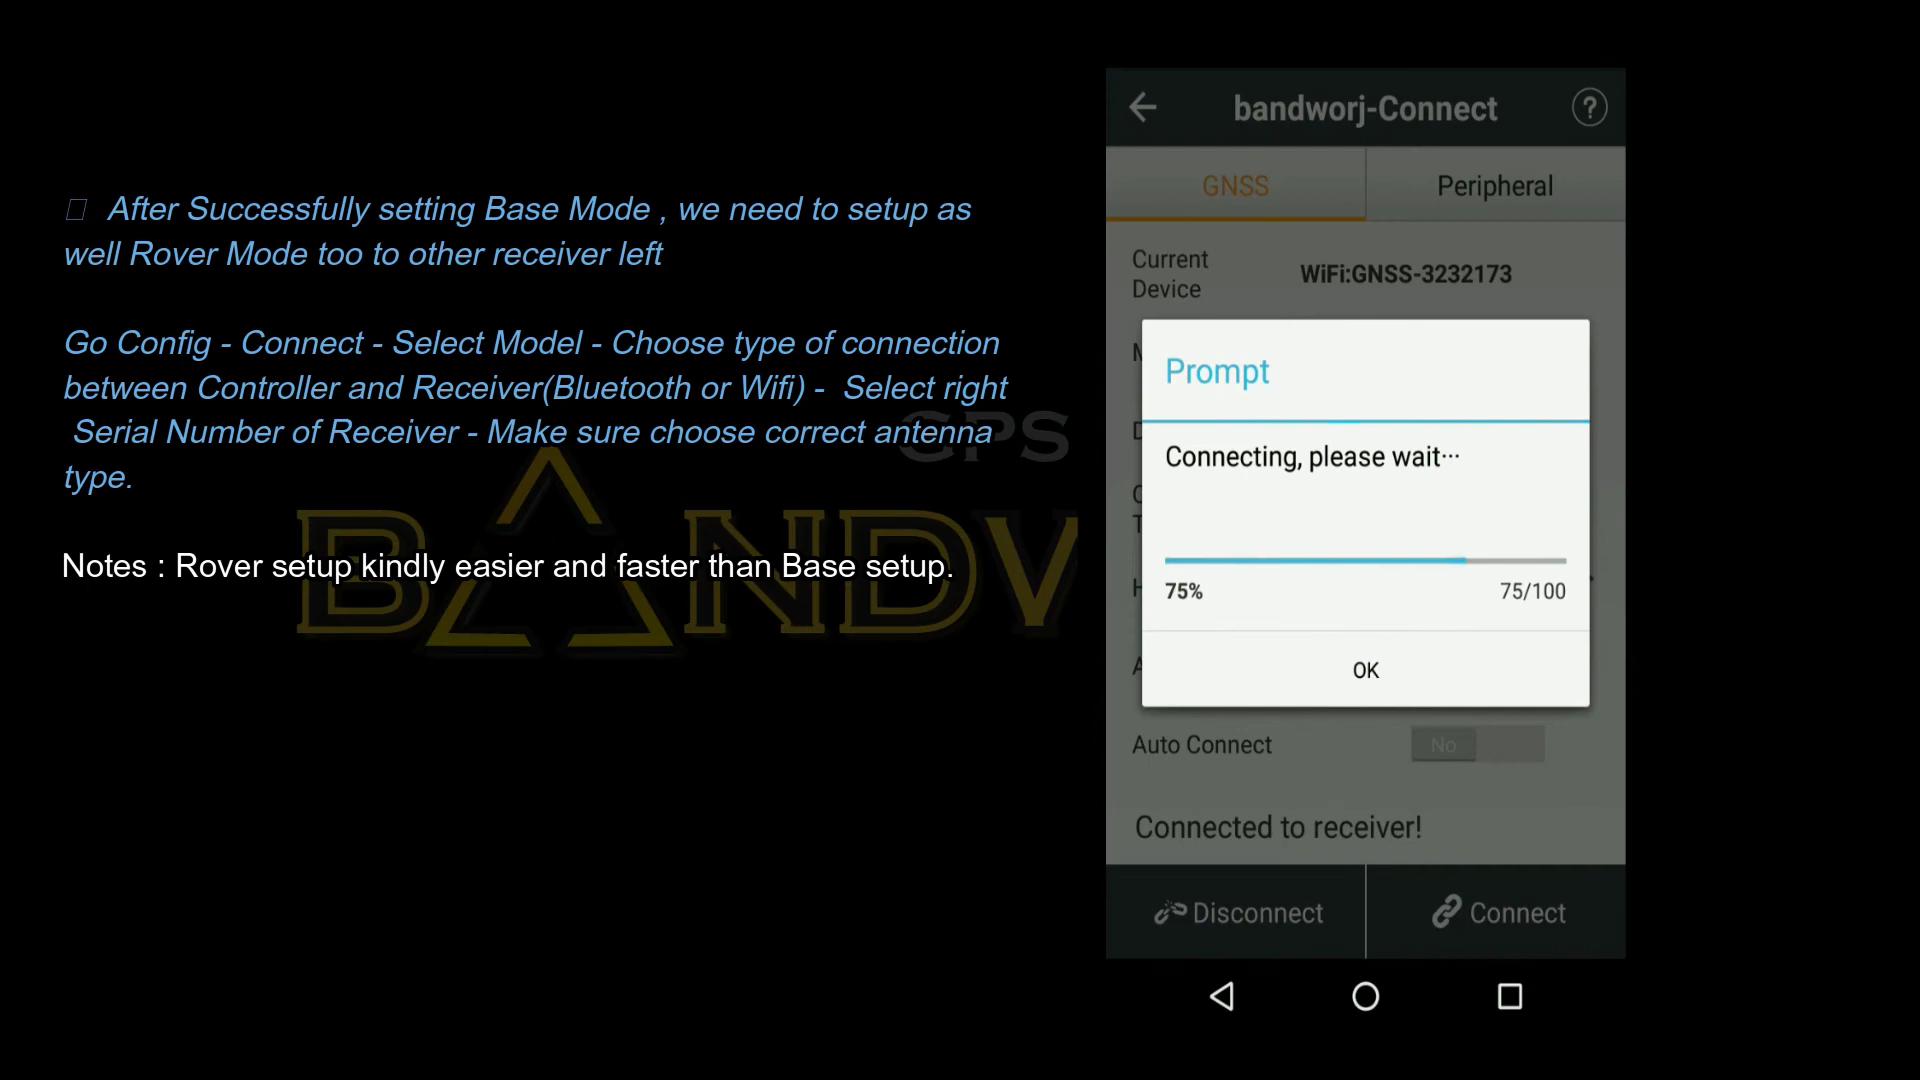 After Successfully setting Base Mode , we need to setup as
well Rover Mode too to other receiver left
Go Config - Connect - Select Model - Choose type of connection
between Controller and Receiver(Bluetooth or Wifi) - Select right
Serial Number of Receiver - Make sure choose correct antenna
type.
Notes : Rover setup kindly easier and faster than Base setup.
GPS
BANDW
bandworj-Connect
?
GNSS
Peripheral
Current
Device
WiFi:GNSS-3232173
Prompt
Connecting, please wait···
75%
75/100
OK
Auto Connect
No
Connected to receiver!
Disconnect
Connect